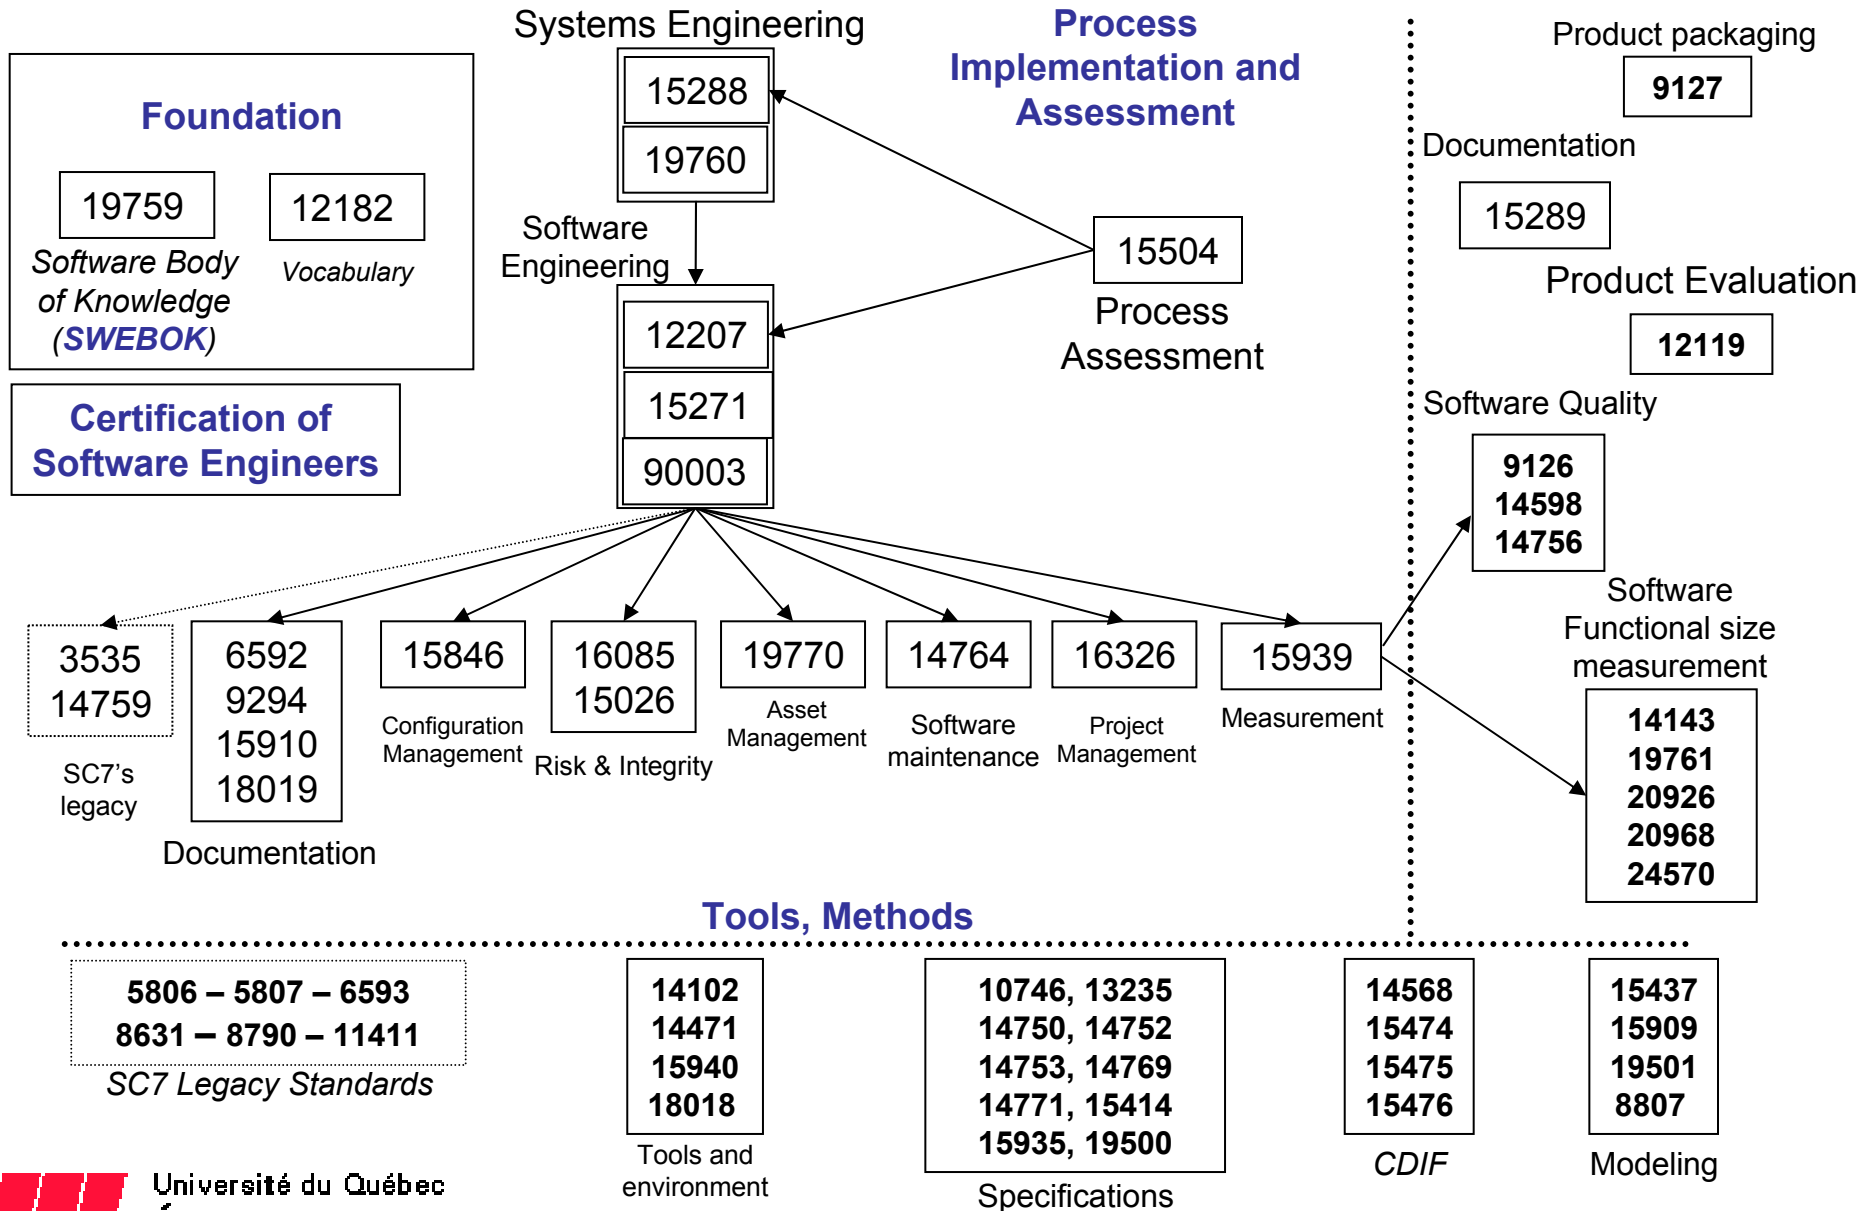 Systems Engineering
15288
19760
Process
Implementation and
Assessment
Product packaging
9127
Foundation
19759
Software Body
of Knowledge
(SWEBOK)
12182
Vocabulary
Certification of
Software Engineers
Software
Engineering
12207
15271
90003
15504
Process
Assessment
Documentation
15289
Product Evaluation
12119
Software Quality
9126
14598
14756
Software
Functional size
measurement
14143
19761
20926
20968
24570
3535
14759
SC7's
legacy
6592
9294
15910
18019
Documentation
15846
Configuration
Management
16085
15026
Risk & Integrity
19770
Asset
Management
14764
Software
maintenance
16326
Project
Management
15939
Measurement
Tools, Methods
5806 – 5807 – 6593
8631 – 8790 – 11411
SC7 Legacy Standards
14102
14471
15940
18018
Tools and
environment
10746, 13235
14750, 14752
14753, 14769
14771, 15414
15935, 19500
Specifications
14568
15474
15475
15476
CDIF
15437
15909
19501
8807
Modeling
Université du Québec